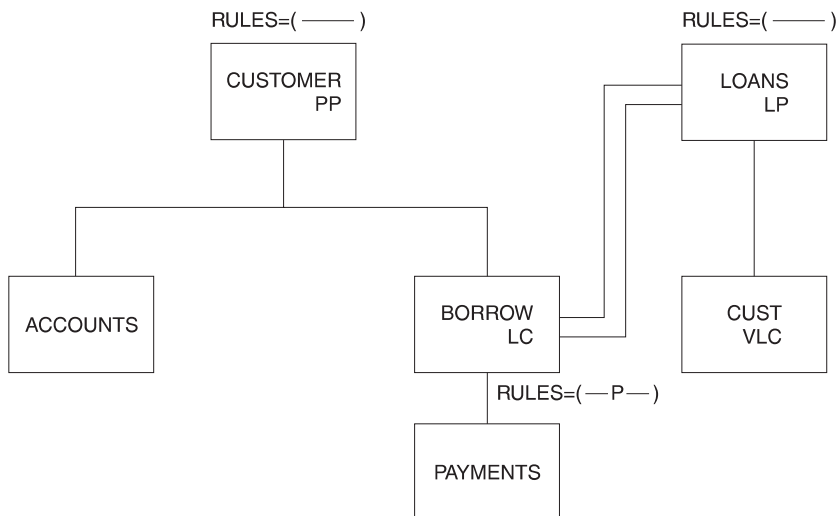 RULES=( —— )
RULES=( —— )
CUSTOMER
PP
LOANS
LP
ACCOUNTS
BORROW
LC
CUST
VLC
RULES=( —P— )
PAYMENTS